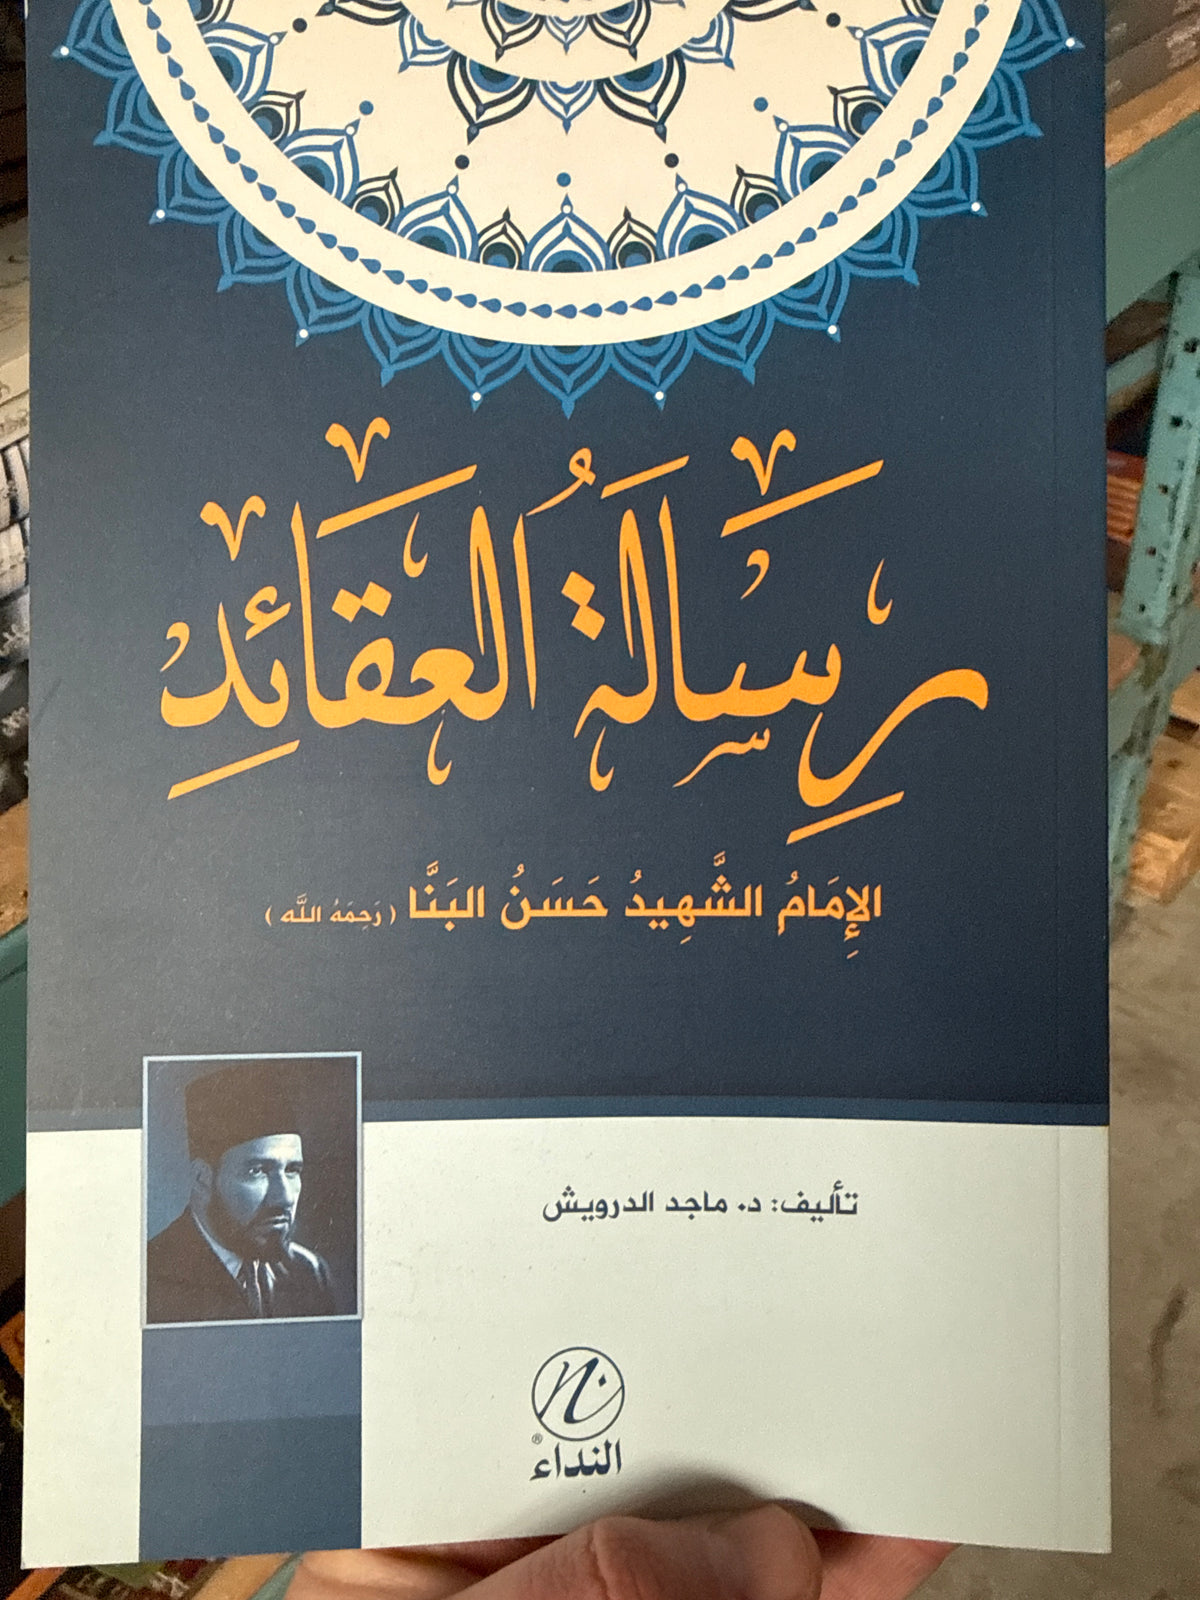 رِسَالَةُ العَقَائِدِ
الإِمَامُ الشَّهِيدُ حَسَنُ البَنَّا (رَحِمَهُ اللَّه)
تأليف: د. ماجد الدرويش
النداء®